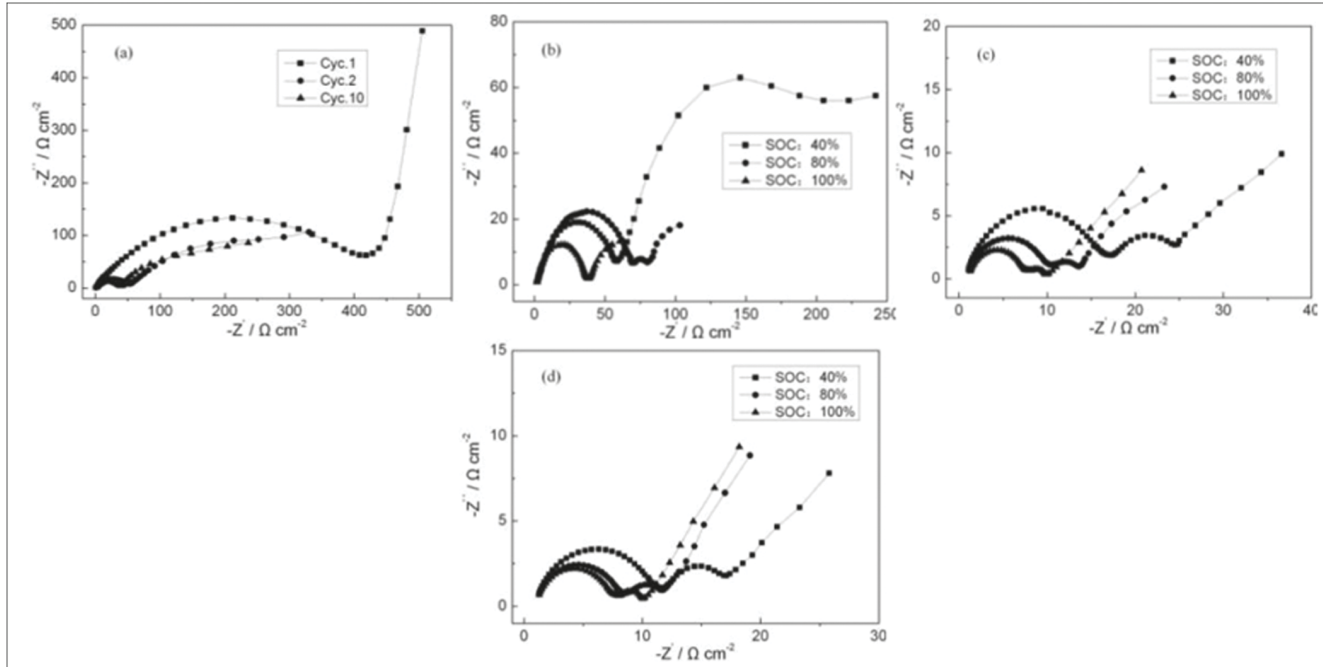 (a)
Cyc.1
Cyc.2
Cyc.10
500
400
300
200
100
0
-Z'' / Ω cm⁻²
0 100 200 300 400 500
-Z' / Ω cm⁻²
(b)
SOC: 40%
SOC: 80%
SOC: 100%
80
60
40
20
0
-Z'' / Ω cm⁻²
0 50 100 150 200 250
-Z' / Ω cm⁻²
(c)
SOC: 40%
SOC: 80%
SOC: 100%
20
15
10
5
0
-Z'' / Ω cm⁻²
0 10 20 30 40
-Z' / Ω cm⁻²
(d)
SOC: 40%
SOC: 80%
SOC: 100%
15
10
5
0
-Z'' / Ω cm⁻²
0 10 20 30
-Z' / Ω cm⁻²